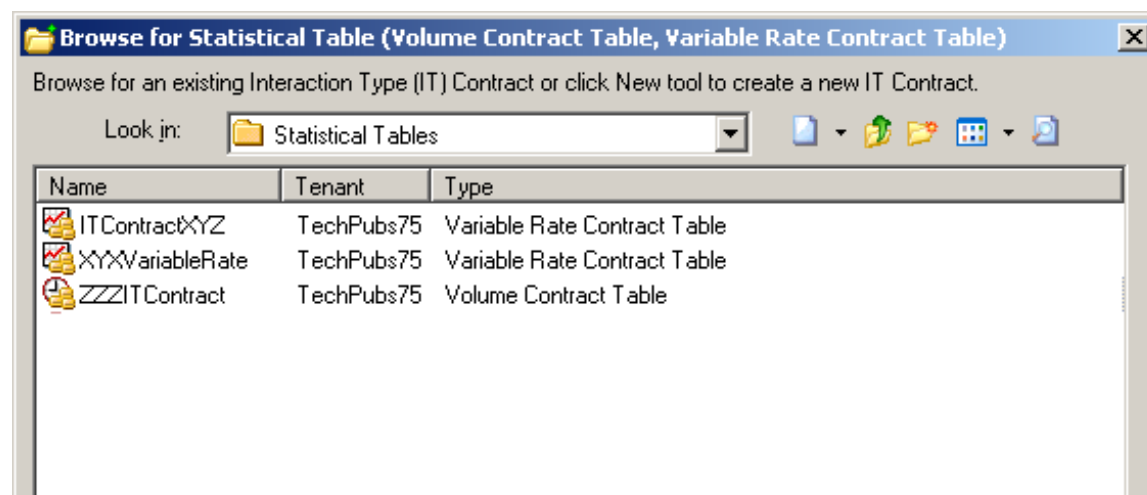 Browse for Statistical Table (Volume Contract Table, Variable Rate Contract Table)
Browse for an existing Interaction Type (IT) Contract or click New tool to create a new IT Contract.
Look in: Statistical Tables
Name Tenant Type
ITContractXYZ TechPubs75 Variable Rate Contract Table
XYXVariableRate TechPubs75 Variable Rate Contract Table
ZZZITContract TechPubs75 Volume Contract Table